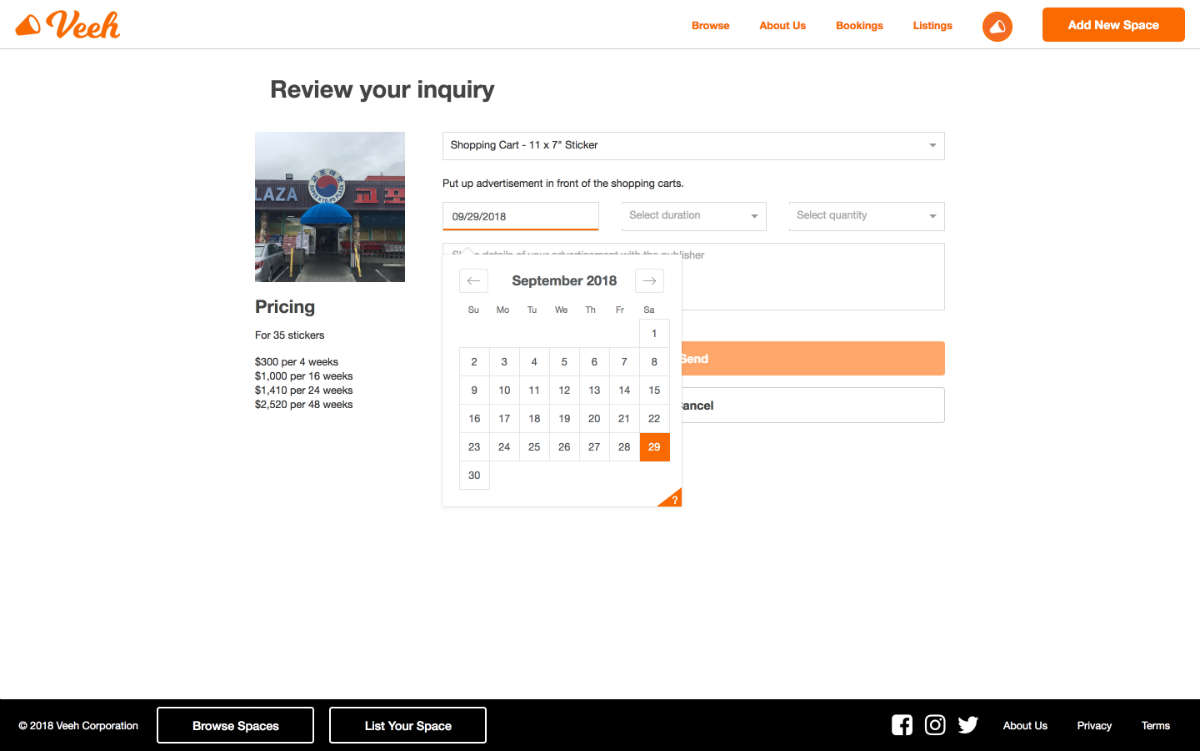 Veeh
Browse
About Us
Bookings
Listings
Add New Space
Review your inquiry
LAZA
교포
Pricing
For 35 stickers
$300 per 4 weeks
$1,000 per 16 weeks
$1,410 per 24 weeks
$2,520 per 48 weeks
Shopping Cart - 11 x 7" Sticker
Put up advertisement in front of the shopping carts.
09/29/2018
Select duration
Select quantity
details of your advertisement with the publisher
September 2018
Su Mo Tu We Th Fr Sa
1
2 3 4 5 6 7 8
9 10 11 12 13 14 15
16 17 18 19 20 21 22
23 24 25 26 27 28 29
30
?
Send
ancel
© 2018 Veeh Corporation
Browse Spaces
List Your Space
About Us
Privacy
Terms